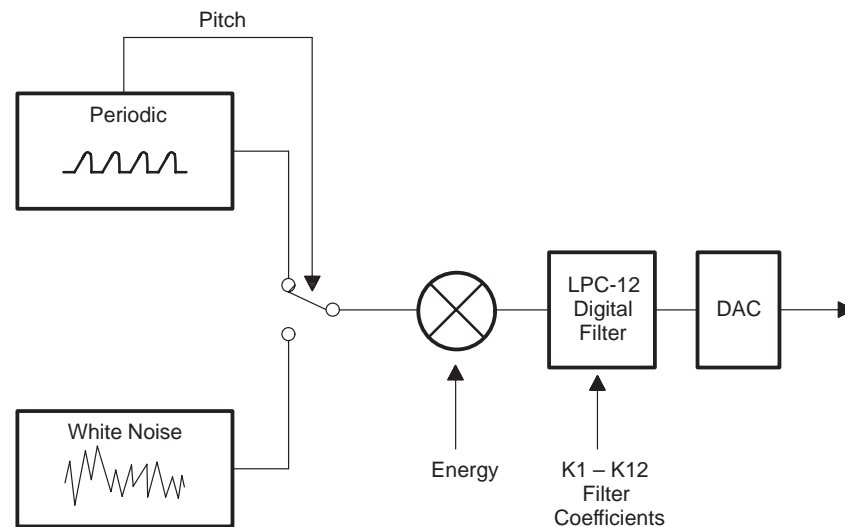 Pitch
Periodic
White Noise
Energy
LPC-12
Digital
Filter
K1 – K12
Filter
Coefficients
DAC